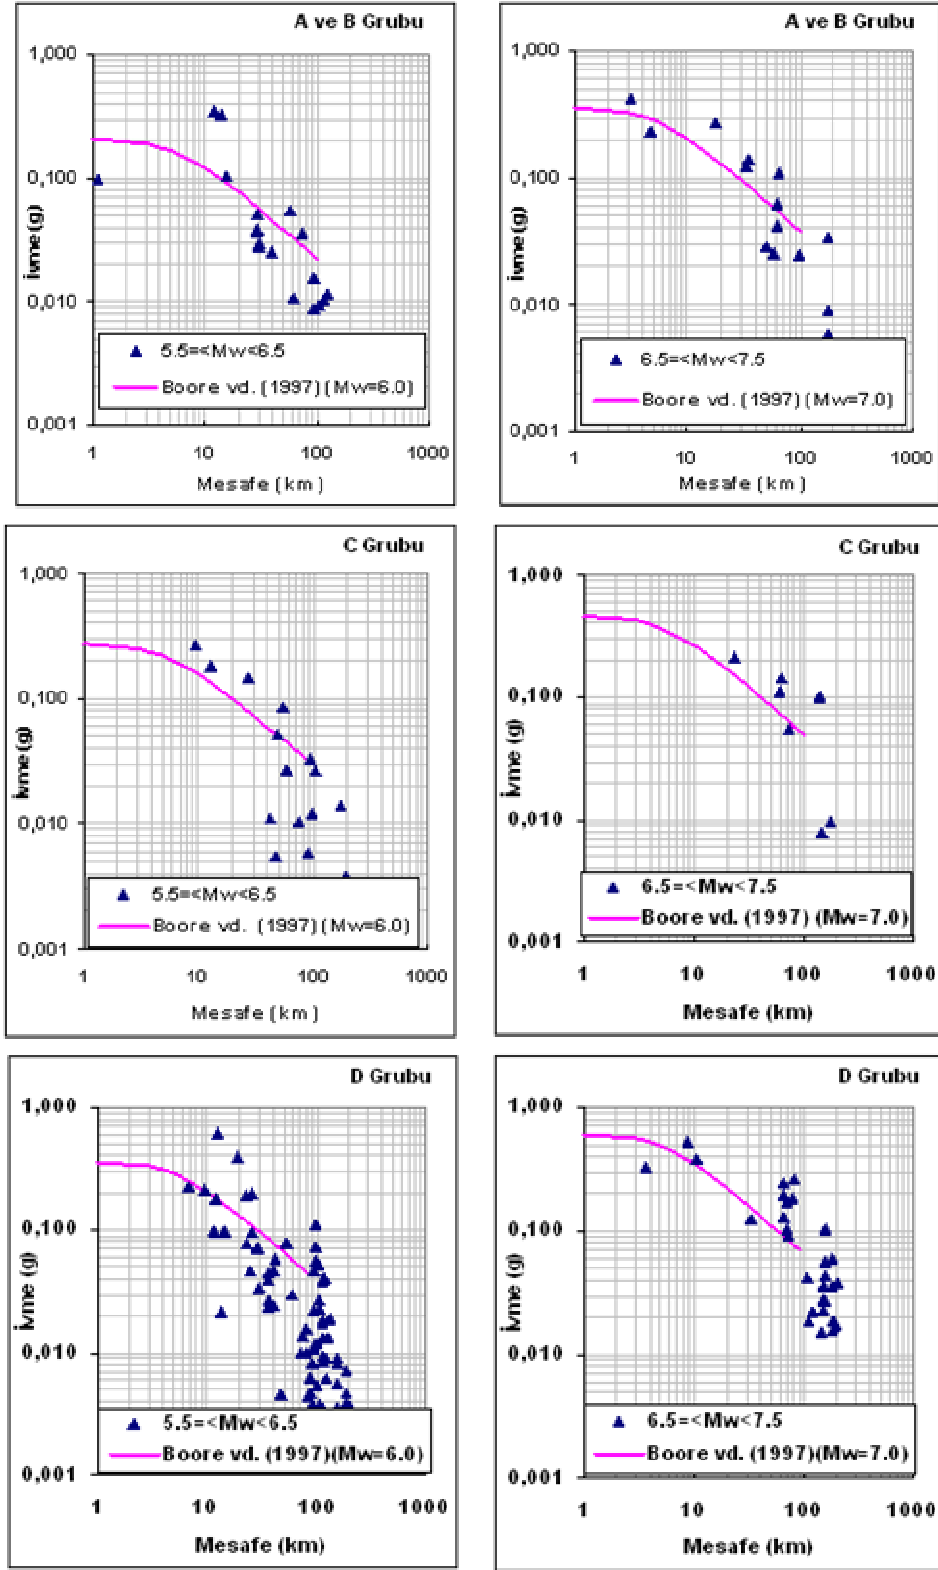 A ve B Grubu
1,000
0,100
0,010
0,001
ivme(g)
5.5=<Mw<6.5
Boore vd. (1997)(Mw=6.0)
1 10 100 1000
Mesafe (km)
A ve B Grubu
1,000
0,100
0,010
0,001
ivme(g)
6.5=<Mw<7.5
Boore vd. (1997)(Mw=7.0)
1 10 100 1000
Mesafe (km)
C Grubu
1,000
0,100
0,010
0,001
ivme(g)
5.5=<Mw<6.5
Boore vd. (1997)(Mw=6.0)
1 10 100 1000
Mesafe (km)
C Grubu
1,000
0,100
0,010
0,001
ivme (g)
6.5=<Mw<7.5
Boore vd. (1997) (Mw=7.0)
1 10 100 1000
Mesafe (km)
D Grubu
1,000
0,100
0,010
0,001
ivme (g)
5.5=<Mw<6.5
Boore vd. (1997)(Mw=6.0)
1 10 100 1000
Mesafe (km)
D Grubu
1,000
0,100
0,010
0,001
ivme (g)
6.5=<Mw<7.5
Boore vd. (1997)(Mw=7.0)
1 10 100 1000
Mesafe (km)